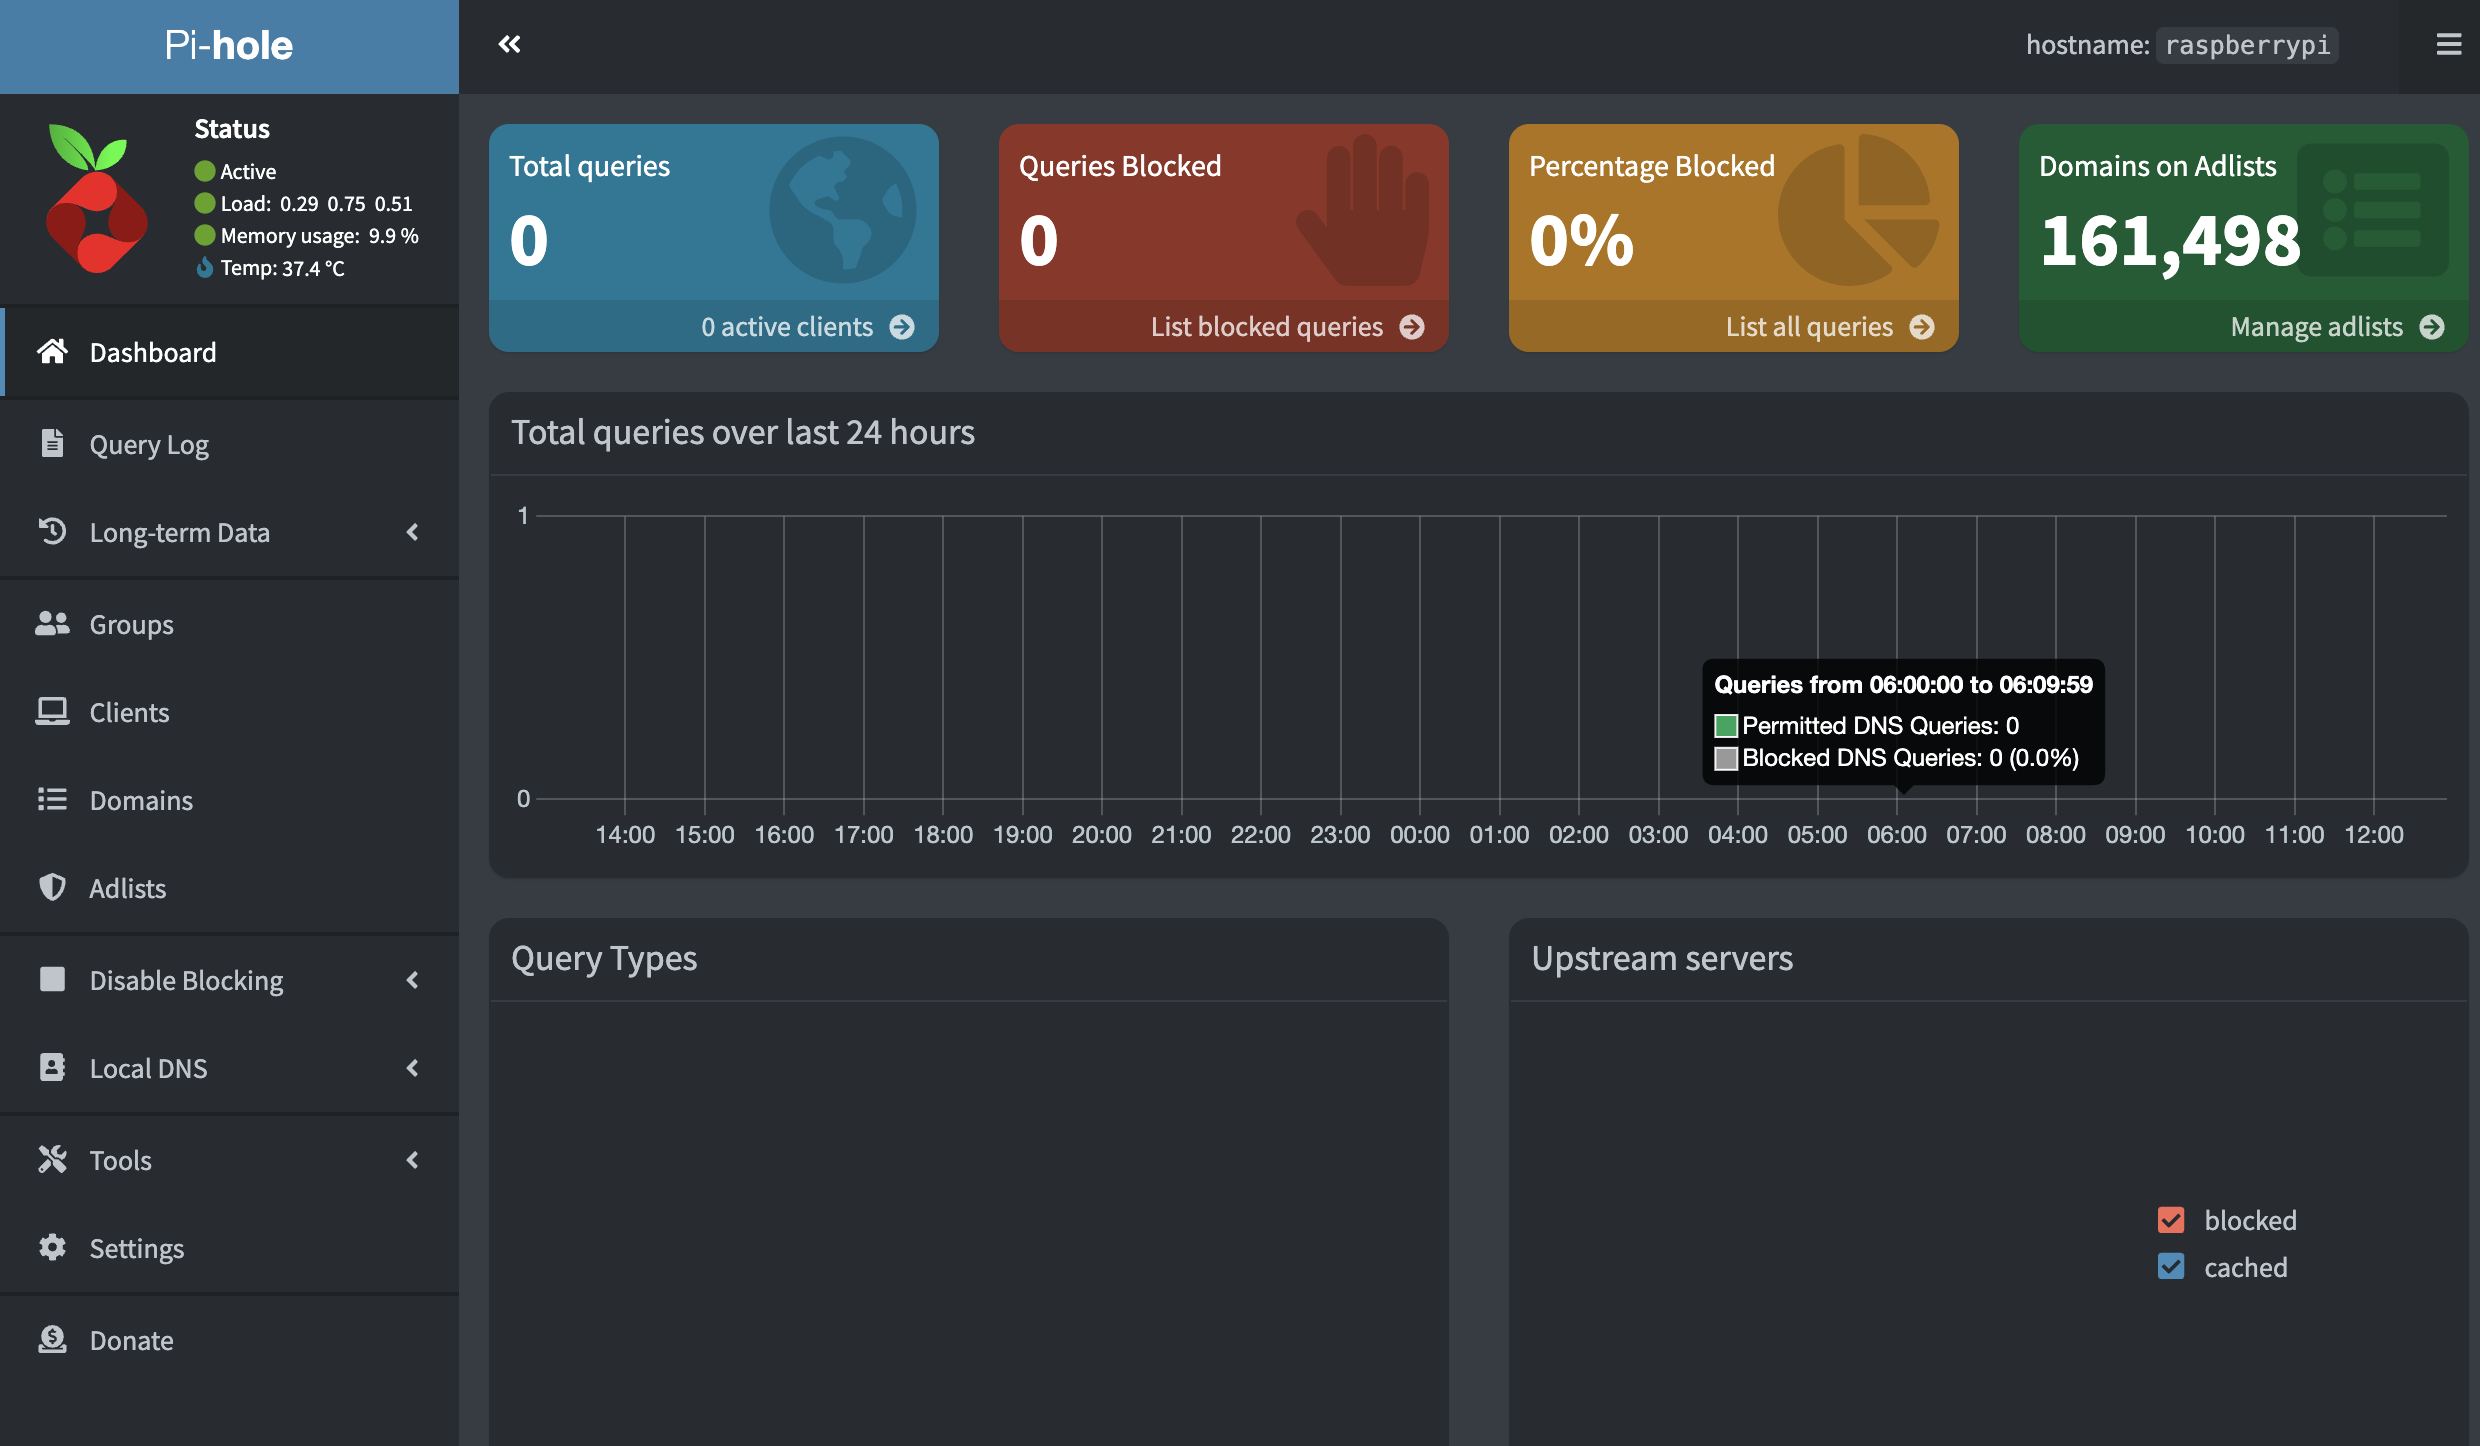 Pi-hole
hostname: raspberrypi
Status
Active
Load: 0.29 0.75 0.51
Memory usage: 9.9 %
Temp: 37.4 °C
Dashboard
Query Log
Long-term Data
Groups
Clients
Domains
Adlists
Disable Blocking
Local DNS
Tools
Settings
Donate
Total queries
0
0 active clients
Queries Blocked
0
List blocked queries
Percentage Blocked
0%
List all queries
Domains on Adlists
161,498
Manage adlists
Total queries over last 24 hours
1
0
Queries from 06:00:00 to 06:09:59
Permitted DNS Queries: 0
Blocked DNS Queries: 0 (0.0%)
14:00 15:00 16:00 17:00 18:00 19:00 20:00 21:00 22:00 23:00 00:00 01:00 02:00 03:00 04:00 05:00 06:00 07:00 08:00 09:00 10:00 11:00 12:00
Query Types
Upstream servers
blocked
cached